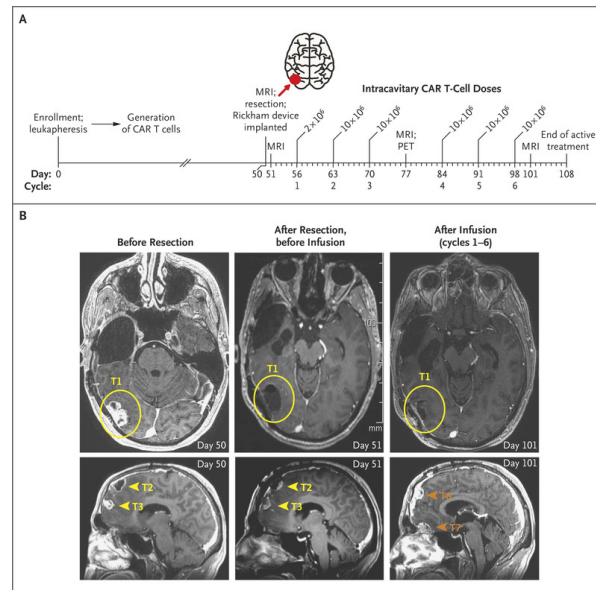 A
MRI;
resection;
Rickham device
implanted
Intracavitary CAR T-Cell Doses
Enrollment;
leukapheresis
Generation
of CAR T cells
MRI
2×10⁶
10×10⁶
10×10⁶
MRI;
PET
10×10⁶
10×10⁶
10×10⁶
MRI
End of active
treatment
Day: 0 50 51 56 63 70 77 84 91 98 101 108
Cycle: 1 2 3 4 5 6
B
Before Resection
After Resection,
before Infusion
After Infusion
(cycles 1–6)
T1
Day 50
T1
mm
Day 51
T1
Day 101
Day 50
T2
T3
Day 51
T2
T3
Day 101
T7